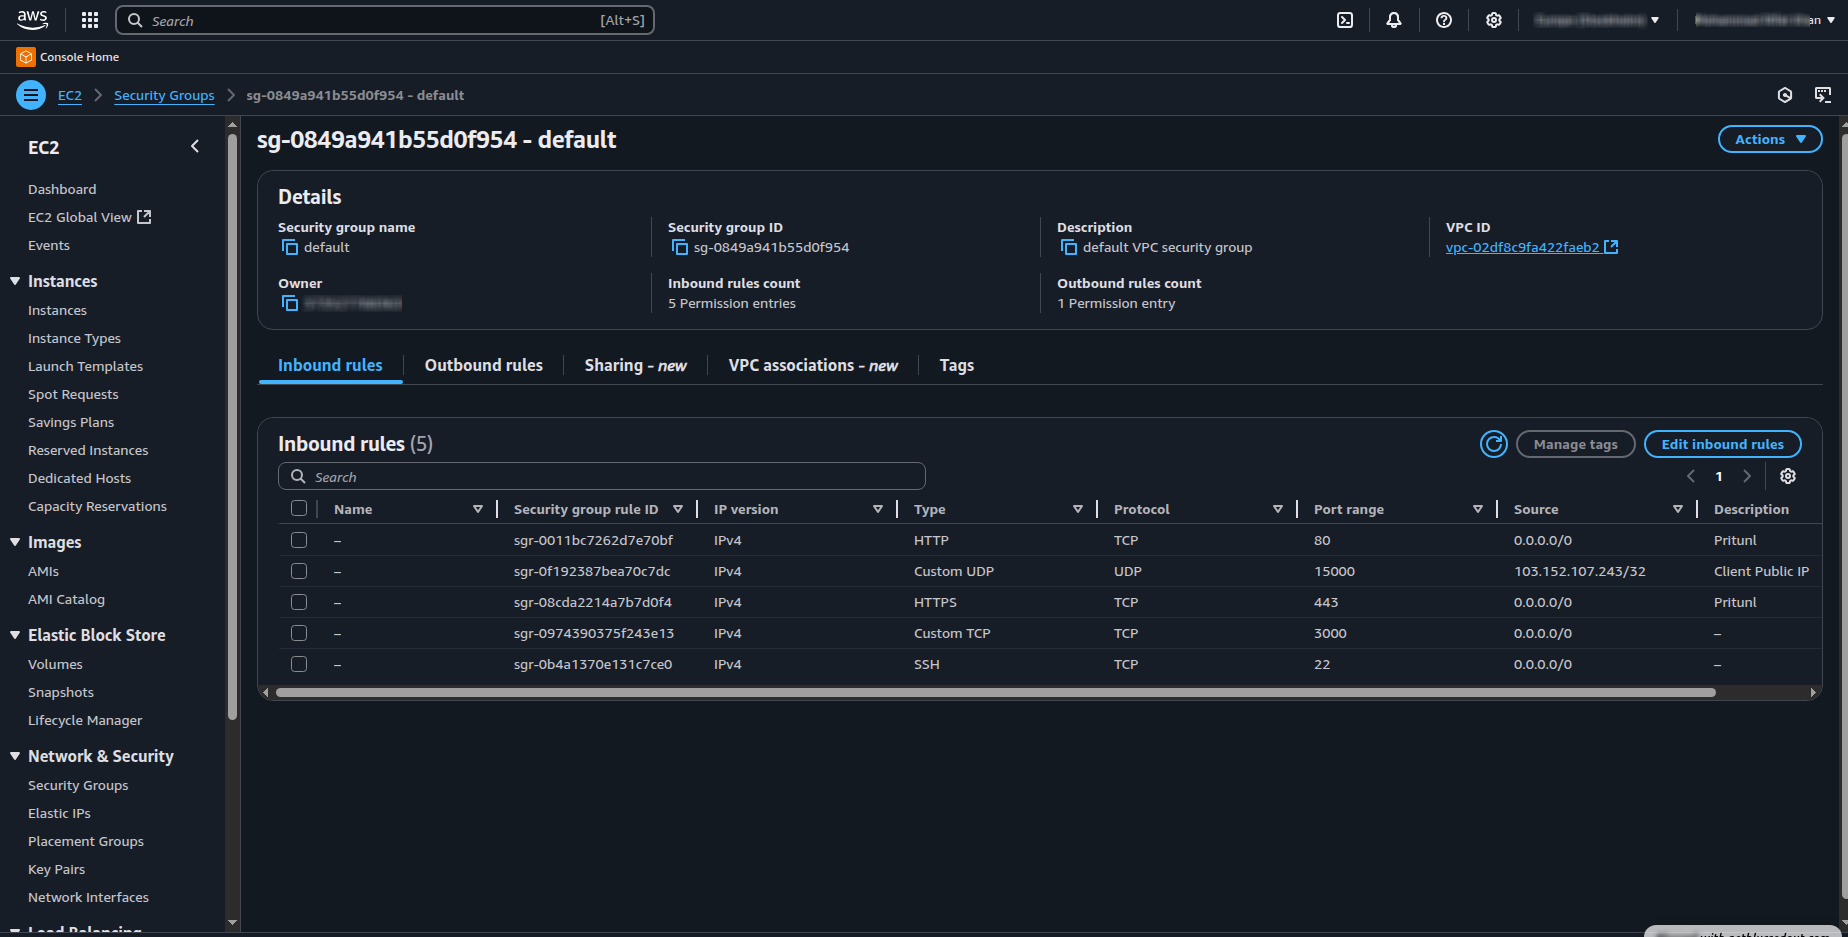 aws
Search [Alt+S]
Console Home
EC2 Security Groups sg-0849a941b55d0f954 - default
EC2
Dashboard
EC2 Global View
Events
Instances
Instances
Instance Types
Launch Templates
Spot Requests
Savings Plans
Reserved Instances
Dedicated Hosts
Capacity Reservations
Images
AMIs
AMI Catalog
Elastic Block Store
Volumes
Snapshots
Lifecycle Manager
Network & Security
Security Groups
Elastic IPs
Placement Groups
Key Pairs
Network Interfaces
Load Balancing
sg-0849a941b55d0f954 - default
Actions
Details
Security group name
default
Security group ID
sg-0849a941b55d0f954
Description
default VPC security group
VPC ID
vpc-02df8c9fa422faeb2
Owner
Inbound rules count
5 Permission entries
Outbound rules count
1 Permission entry
Inbound rules Outbound rules Sharing - new VPC associations - new Tags
Inbound rules (5)
Manage tags Edit inbound rules
Search
1
Name Security group rule ID IP version Type Protocol Port range Source Description
– sgr-0011bc7262d7e70bf IPv4 HTTP TCP 80 0.0.0.0/0 Pritunl
– sgr-0f192387bea70c7dc IPv4 Custom UDP UDP 15000 103.152.107.243/32 Client Public IP
– sgr-08cda2214a7b7d0f4 IPv4 HTTPS TCP 443 0.0.0.0/0 Pritunl
– sgr-0974390375f243e13 IPv4 Custom TCP TCP 3000 0.0.0.0/0 –
– sgr-0b4a1370e131c7ce0 IPv4 SSH TCP 22 0.0.0.0/0 –